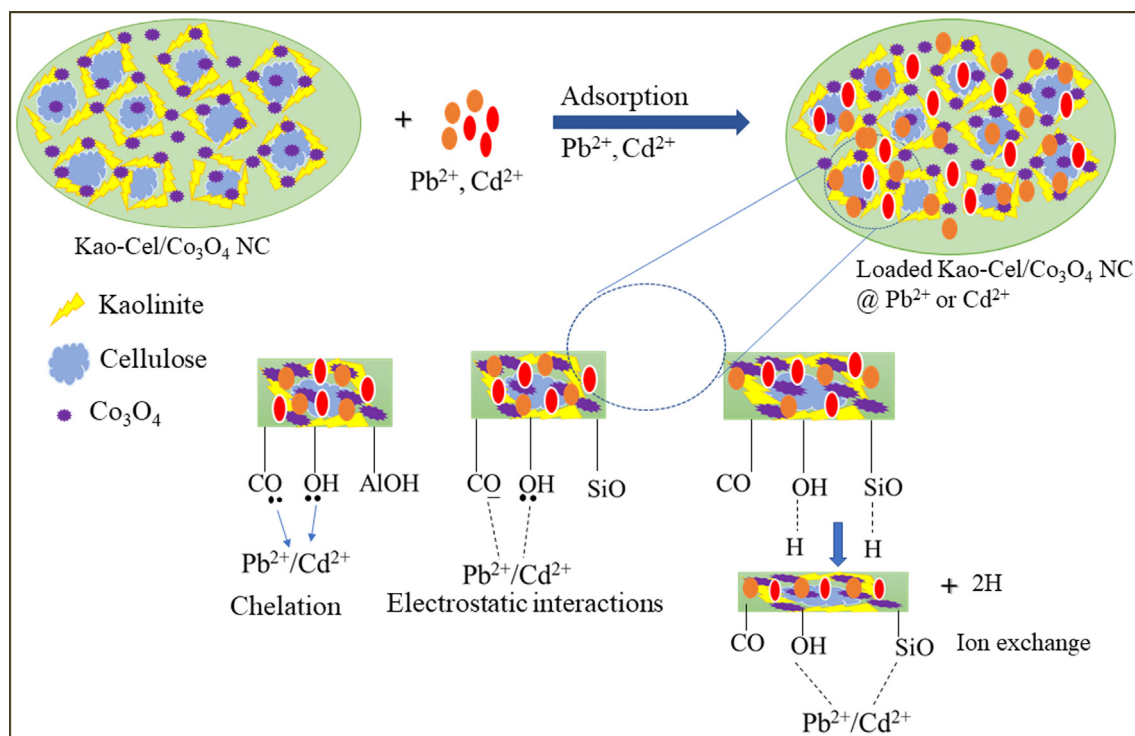 +
Adsorption
Pb²⁺, Cd²⁺
Pb²⁺, Cd²⁺
Kao-Cel/Co₃O₄ NC
Loaded Kao-Cel/Co₃O₄ NC
@ Pb²⁺ or Cd²⁺
Kaolinite
Cellulose
Co₃O₄
CO OH AlOH
Pb²⁺/Cd²⁺
Chelation
CO OH SiO
Pb²⁺/Cd²⁺
Electrostatic interactions
CO OH SiO
H H
+ 2H
CO OH SiO
Ion exchange
Pb²⁺/Cd²⁺